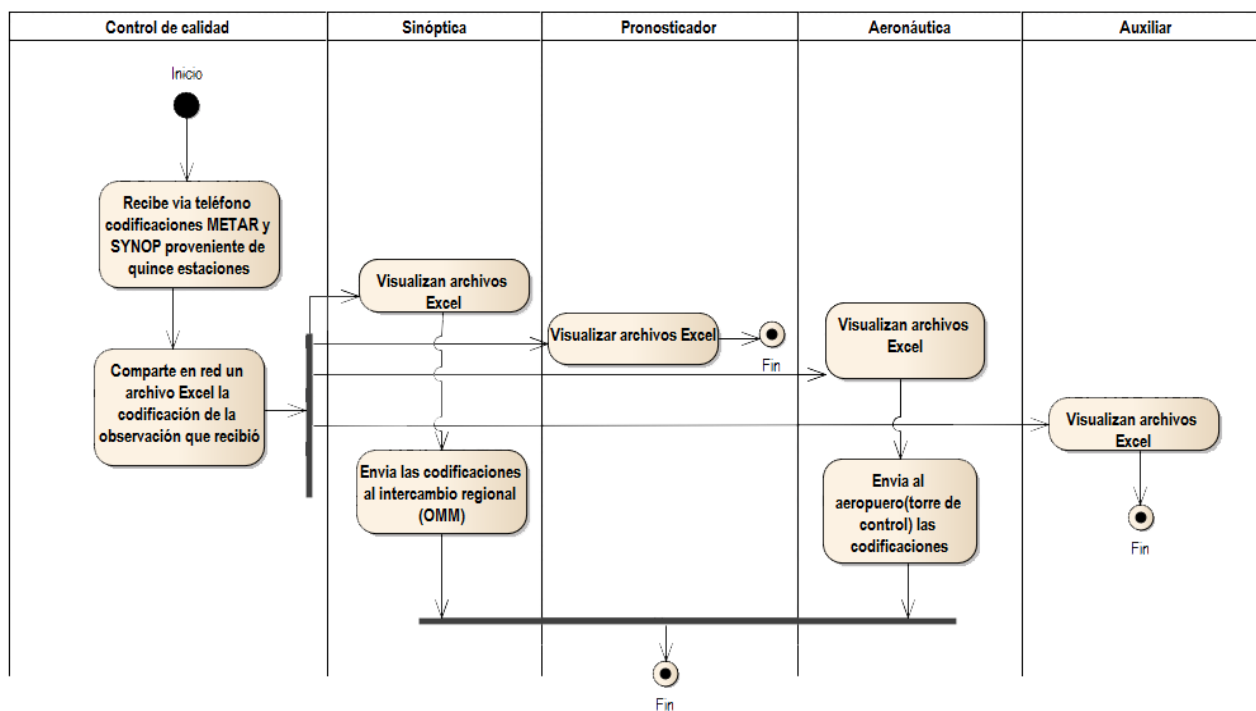 Control de calidad
Sinóptica
Pronosticador
Aeronáutica
Auxiliar
Inicio
Recibe via teléfono
codificaciones METAR y
SYNOP proveniente de
quince estaciones
Comparte en red un
archivo Excel la
codificación de la
observación que recibió
Visualizan archivos
Excel
Envia las codificaciones
al intercambio regional
(OMM)
Visualizar archivos Excel
Fin
Visualizan archivos
Excel
Envia al
aeropuero(torre de
control) las
codificaciones
Visualizan archivos
Excel
Fin
Fin